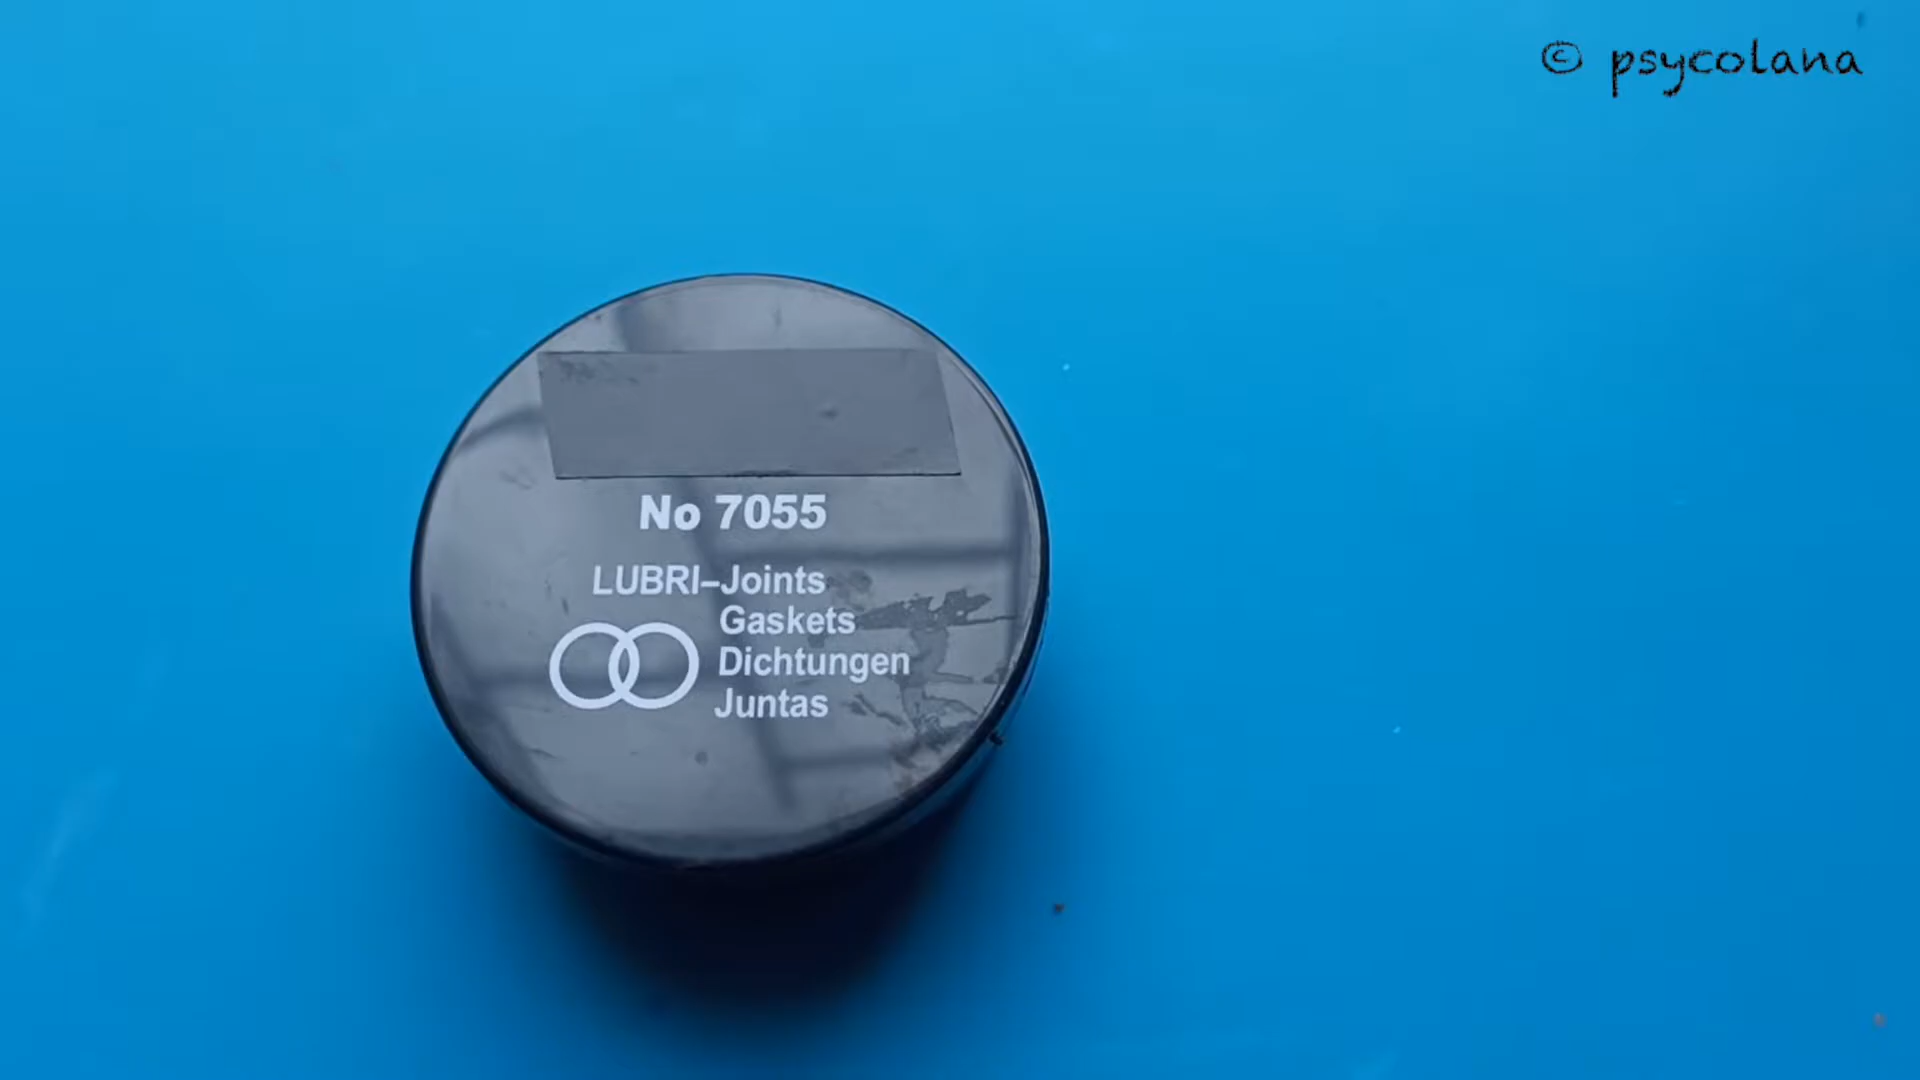 © psycolana
No 7055
LUBRI–Joints
Gaskets
Dichtungen
Juntas